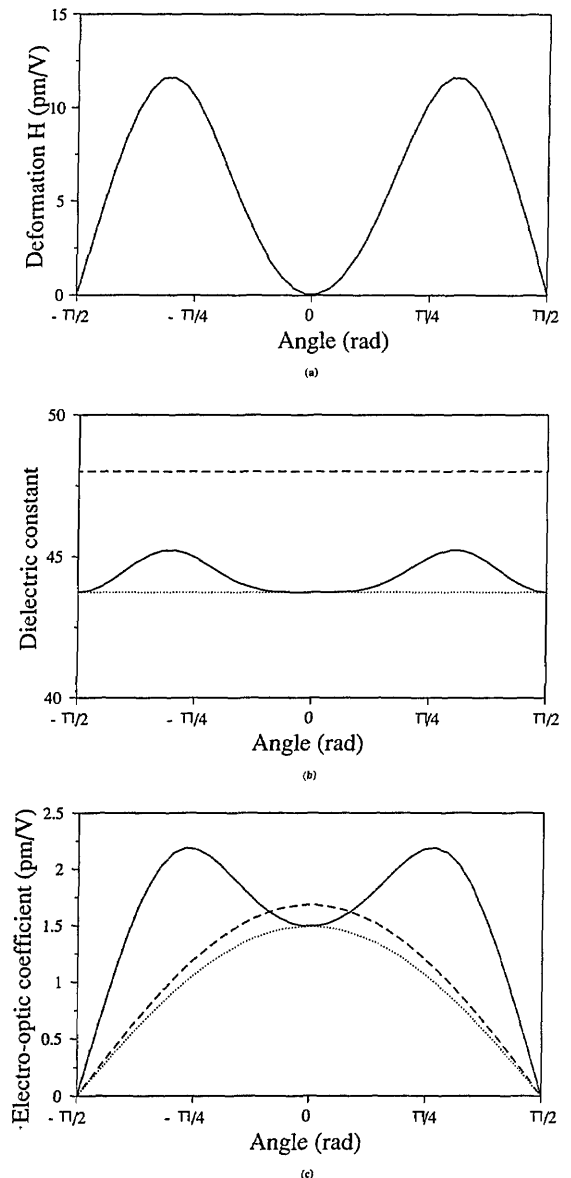 15
10
5
0
Deformation H (pm/V)
- π/2
- π/4
0
π/4
π/2
Angle (rad)
(a)
50
45
40
Dielectric constant
- π/2
- π/4
0
π/4
π/2
Angle (rad)
(b)
2.5
2
1.5
1
0.5
0
Electro-optic coefficient (pm/V)
- π/2
- π/4
0
π/4
π/2
Angle (rad)
(c)